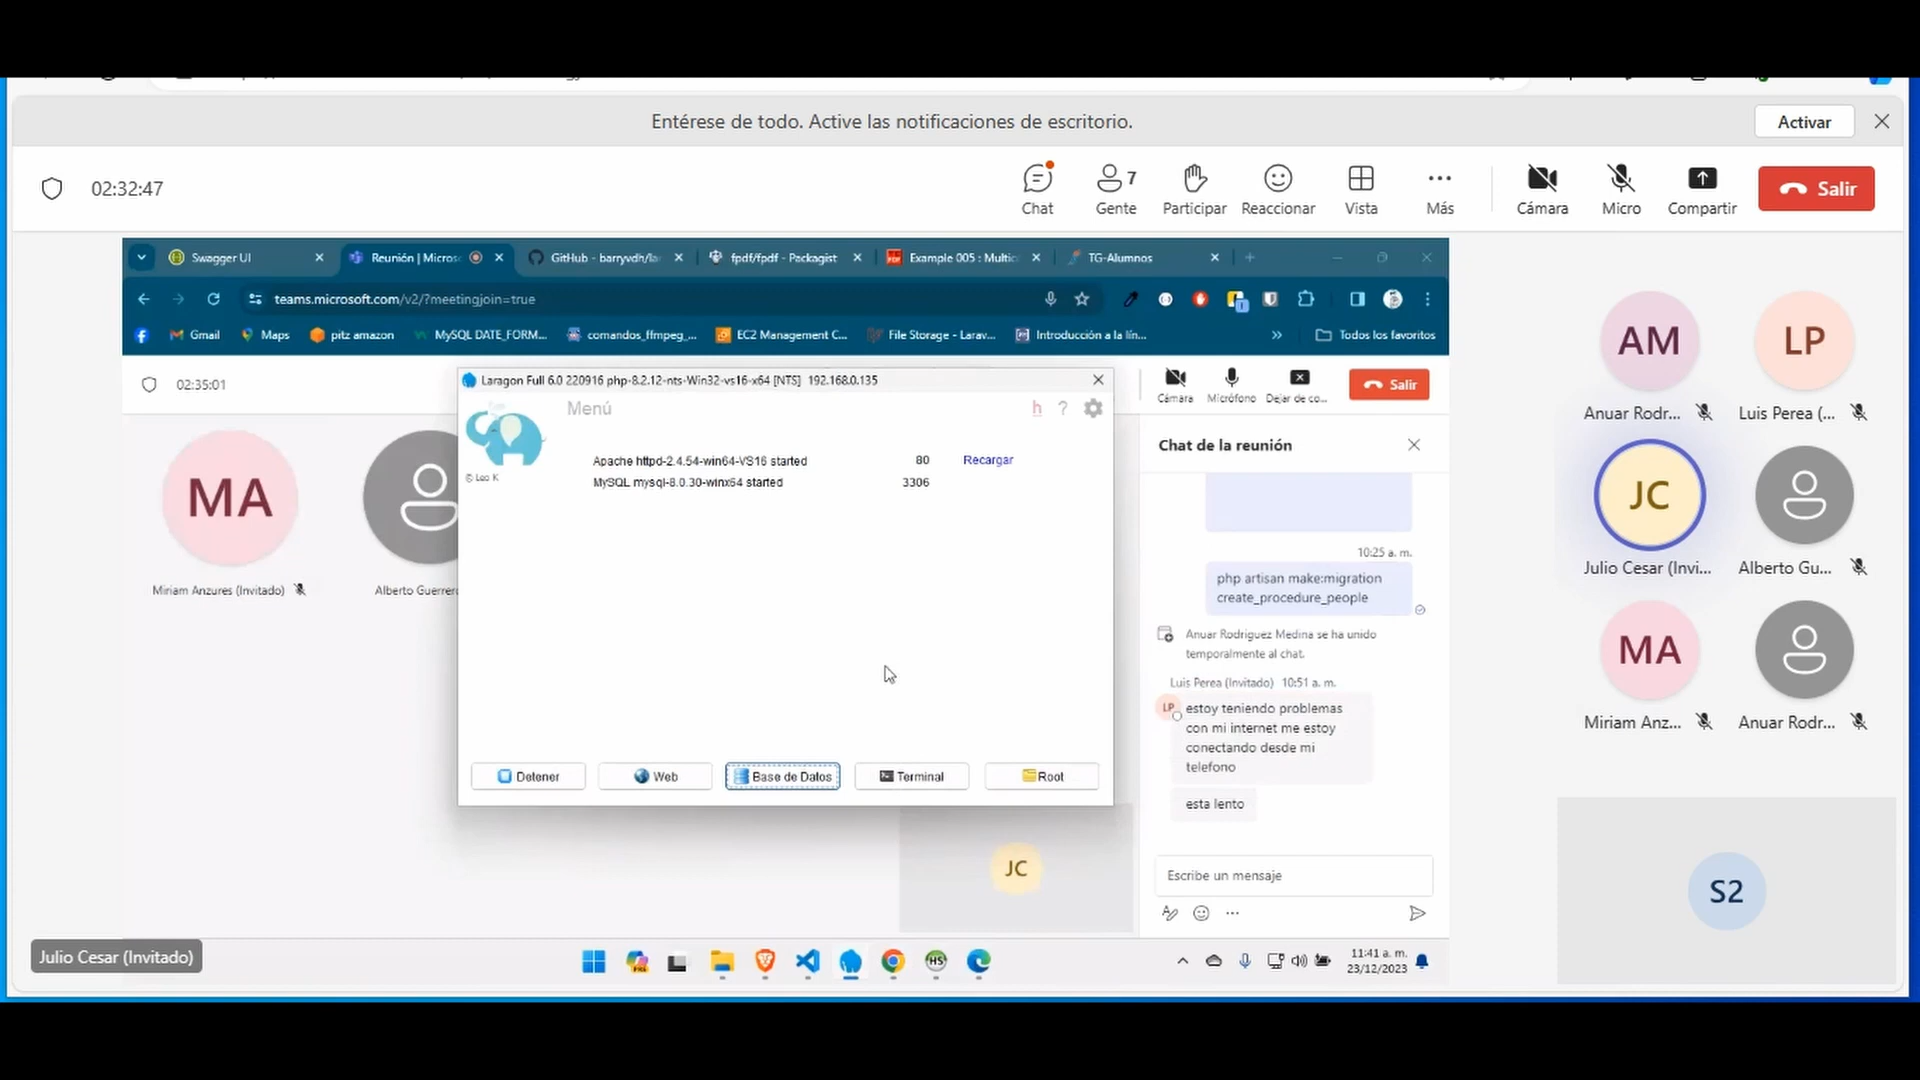 Entérese de todo. Active las notificaciones de escritorio.
Activar
02:32:47
Chat
7
Gente
Participar
Reaccionar
Vista
Más
Cámara
Micro
Compartir
Salir
Swagger UI
Reunión | Micros
GitHub - barryvdh/la
fpdf/fpdf - Packagist
Example 005 : Multic
TG-Alumnos
teams.microsoft.com/v2/?meetingjoin=true
Gmail
Maps
pitz amazon
MySQL DATE_FORM...
comandos_ffmpeg_...
EC2 Management C...
File Storage - Larav...
Introducción a la lín...
Todos los favoritos
02:35:01
Cámara
Micrófono
Dejar de co...
Salir
Laragon Full 6.0 220916 php-8.2.12-nts-Win32-vs16-x64 [NTS] 192.168.0.135
Menú
h
?
© Leo K
Apache httpd-2.4.54-win64-VS16 started 80 Recargar
MySQL mysql-8.0.30-winx64 started 3306
Detener
Web
Base de Datos
Terminal
Root
MA
Miriam Anzures (Invitado)
Alberto Guerrero
JC
Chat de la reunión
10:25 a. m.
php artisan make:migration
create_procedure_people
Anuar Rodriguez Medina se ha unido
temporalmente al chat.
Luis Perea (Invitado) 10:51 a. m.
LP
estoy teniendo problemas
con mi internet me estoy
conectando desde mi
telefono
esta lento
Escribe un mensaje
11:41 a. m.
23/12/2023
Julio Cesar (Invitado)
AM
Anuar Rodr...
LP
Luis Perea (...
JC
Julio Cesar (Invi...
Alberto Gu...
MA
Miriam Anz...
Anuar Rodr...
S2